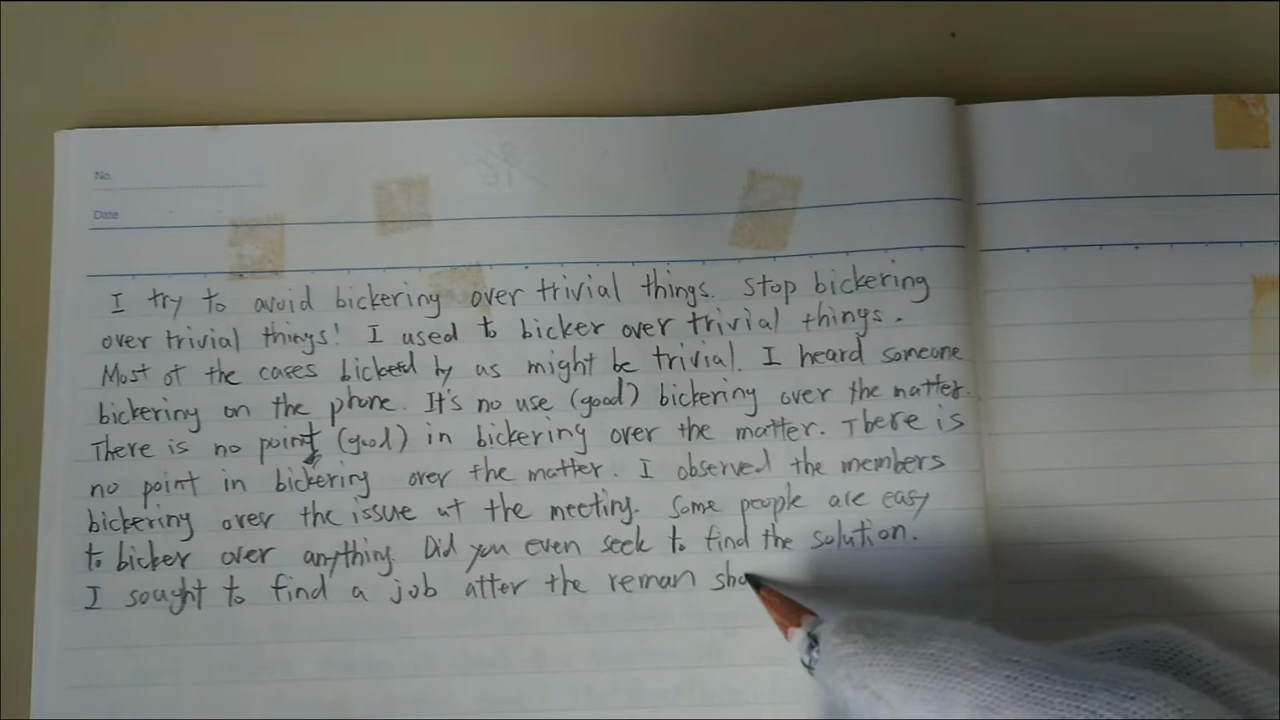 No.
Date
I try to avoid bickering over trivial things. Stop bickering
over trivial things! I used to bicker over trivial things.
Most of the cases bickered by us might be trivial. I heard someone
bickering on the phone. It's no use (good) bickering over the matter.
There is no point (good) in bickering over the matter. There is
no point in bickering over the matter. I observed the members
bickering over the issue at the meeting. Some people are easy
to bicker over anything. Did you even seek to find the solution.
I sought to find a job after the reman sho